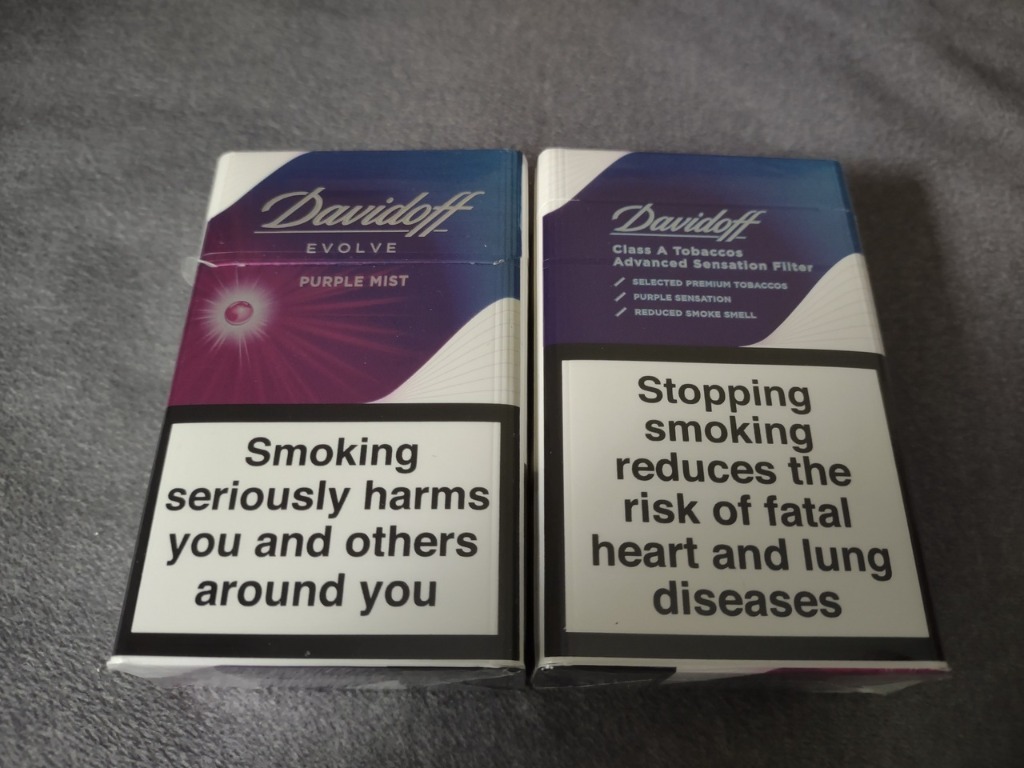 Davidoff
EVOLVE
PURPLE MIST
Smoking
seriously harms
you and others
around you
Davidoff
Class A Tobaccos
Advanced Sensation Filter
SELECTED PREMIUM TOBACCOS
PURPLE SENSATION
REDUCED SMOKE SMELL
Stopping
smoking
reduces the
risk of fatal
heart and lung
diseases